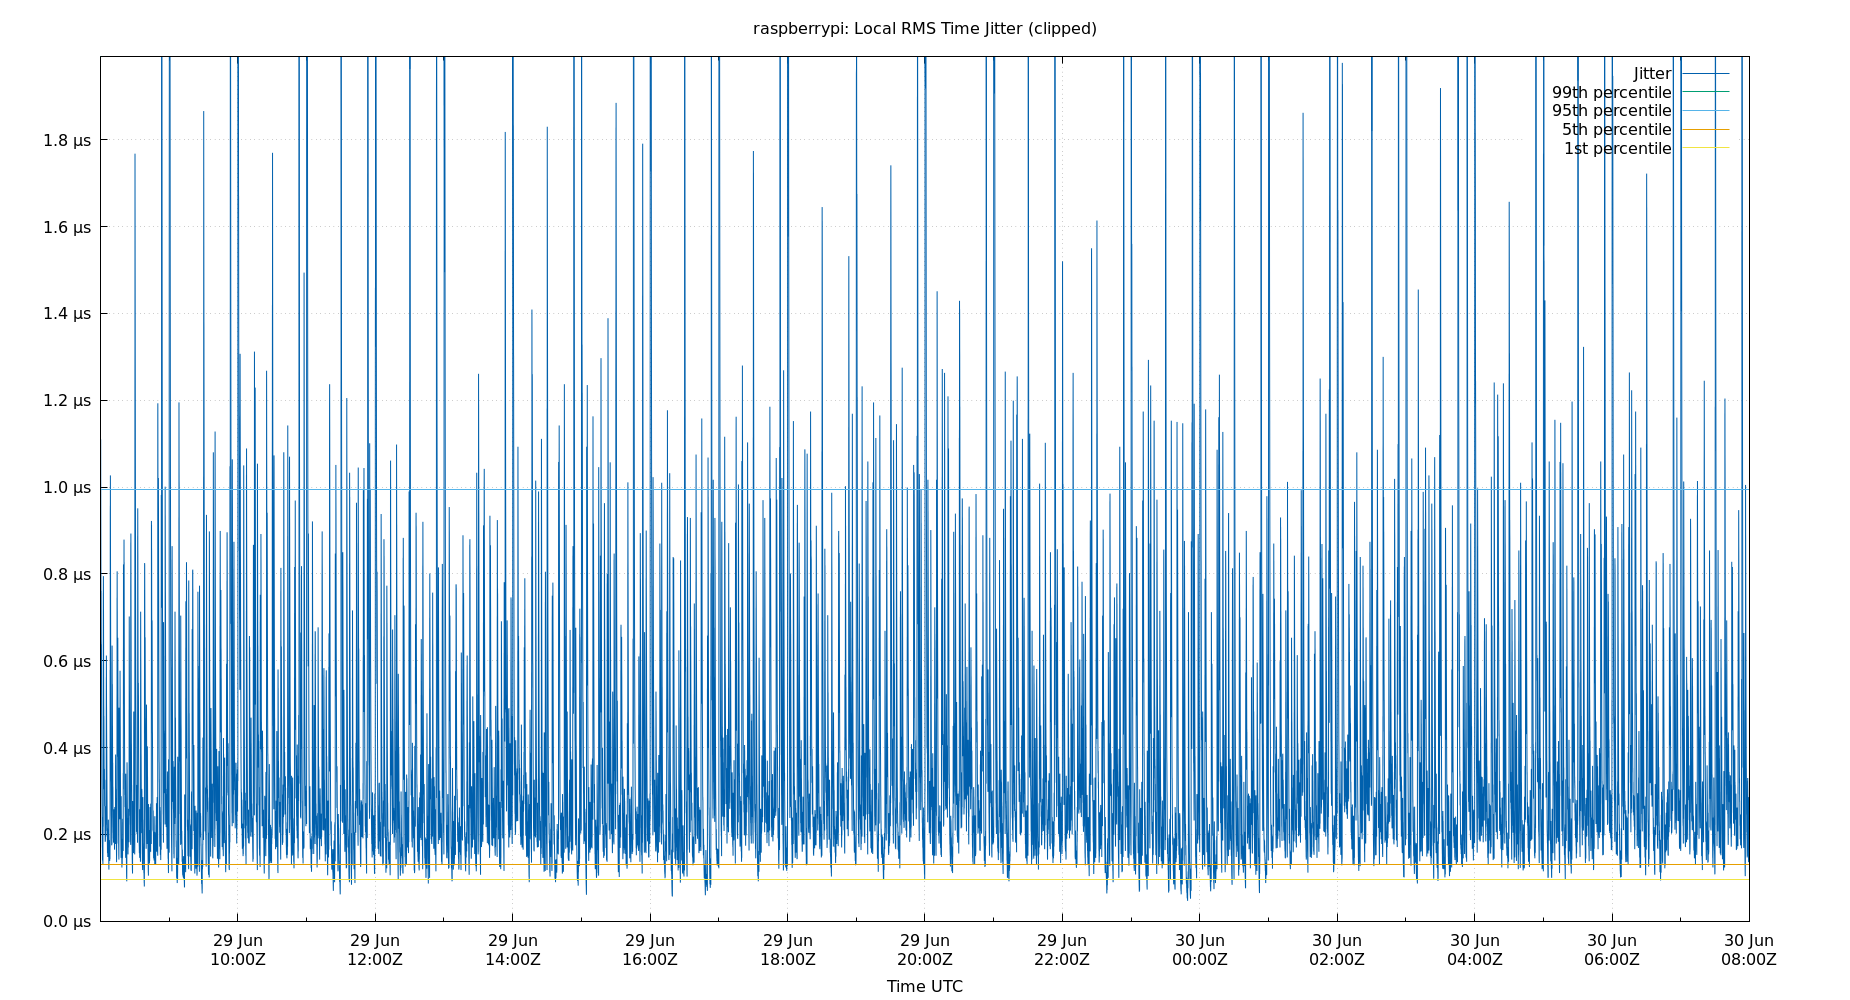 raspberrypi: Local RMS Time Jitter (clipped)
Jitter
99th percentile
95th percentile
5th percentile
1st percentile
1.8 µs
1.6 µs
1.4 µs
1.2 µs
1.0 µs
0.8 µs
0.6 µs
0.4 µs
0.2 µs
0.0 µs
29 Jun 29 Jun 29 Jun 29 Jun 29 Jun 29 Jun 29 Jun 30 Jun 30 Jun 30 Jun 30 Jun 30 Jun
10:00Z 12:00Z 14:00Z 16:00Z 18:00Z 20:00Z 22:00Z 00:00Z 02:00Z 04:00Z 06:00Z 08:00Z
Time UTC